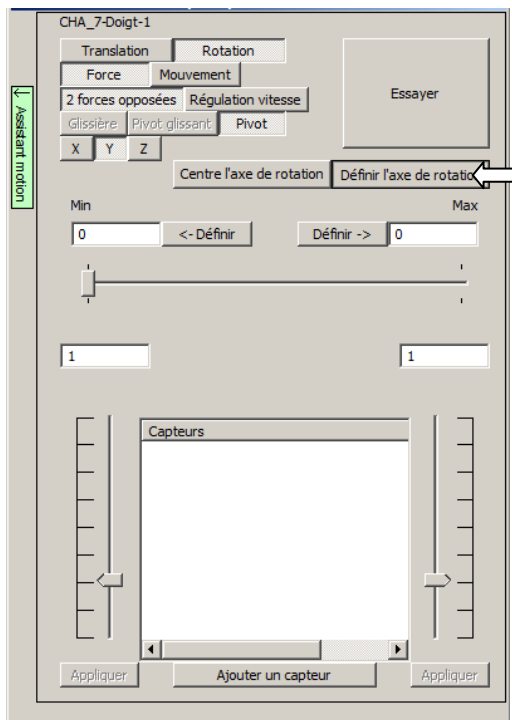 CHA_7-Doigt-1
Translation Rotation
Force Mouvement
2 forces opposées Régulation vitesse
Essayer
Glissière Pivot glissant Pivot
X Y Z
Centre l'axe de rotation Définir l'axe de rotatio
Assistant motion
Min Max
0 <- Définir Définir -> 0
1 1
Capteurs
Appliquer Ajouter un capteur Appliquer